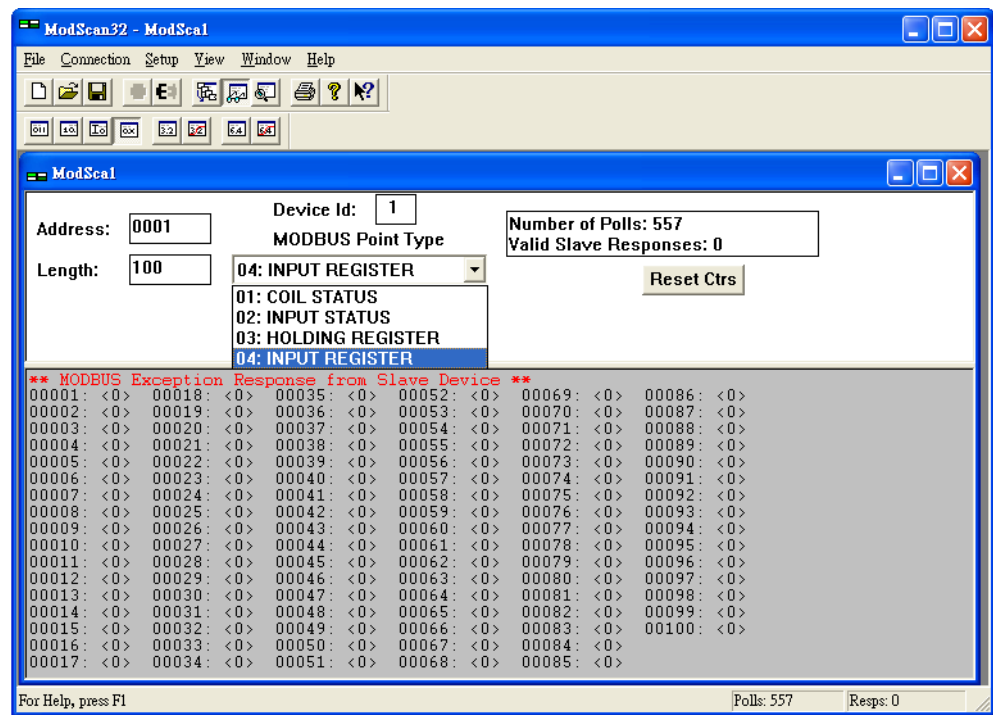 ModScan32 - ModSca1
File Connection Setup View Window Help
ModSca1
Address: 0001
Device Id: 1
MODBUS Point Type
Number of Polls: 557
Valid Slave Responses: 0
Length: 100
04: INPUT REGISTER
Reset Ctrs
01: COIL STATUS
02: INPUT STATUS
03: HOLDING REGISTER
04: INPUT REGISTER
** MODBUS Exception Response from Slave Device **
00001: <0> 00018: <0> 00035: <0> 00052: <0> 00069: <0> 00086: <0>
00002: <0> 00019: <0> 00036: <0> 00053: <0> 00070: <0> 00087: <0>
00003: <0> 00020: <0> 00037: <0> 00054: <0> 00071: <0> 00088: <0>
00004: <0> 00021: <0> 00038: <0> 00055: <0> 00072: <0> 00089: <0>
00005: <0> 00022: <0> 00039: <0> 00056: <0> 00073: <0> 00090: <0>
00006: <0> 00023: <0> 00040: <0> 00057: <0> 00074: <0> 00091: <0>
00007: <0> 00024: <0> 00041: <0> 00058: <0> 00075: <0> 00092: <0>
00008: <0> 00025: <0> 00042: <0> 00059: <0> 00076: <0> 00093: <0>
00009: <0> 00026: <0> 00043: <0> 00060: <0> 00077: <0> 00094: <0>
00010: <0> 00027: <0> 00044: <0> 00061: <0> 00078: <0> 00095: <0>
00011: <0> 00028: <0> 00045: <0> 00062: <0> 00079: <0> 00096: <0>
00012: <0> 00029: <0> 00046: <0> 00063: <0> 00080: <0> 00097: <0>
00013: <0> 00030: <0> 00047: <0> 00064: <0> 00081: <0> 00098: <0>
00014: <0> 00031: <0> 00048: <0> 00065: <0> 00082: <0> 00099: <0>
00015: <0> 00032: <0> 00049: <0> 00066: <0> 00083: <0> 00100: <0>
00016: <0> 00033: <0> 00050: <0> 00067: <0> 00084: <0>
00017: <0> 00034: <0> 00051: <0> 00068: <0> 00085: <0>
For Help, press F1
Polls: 557
Resps: 0